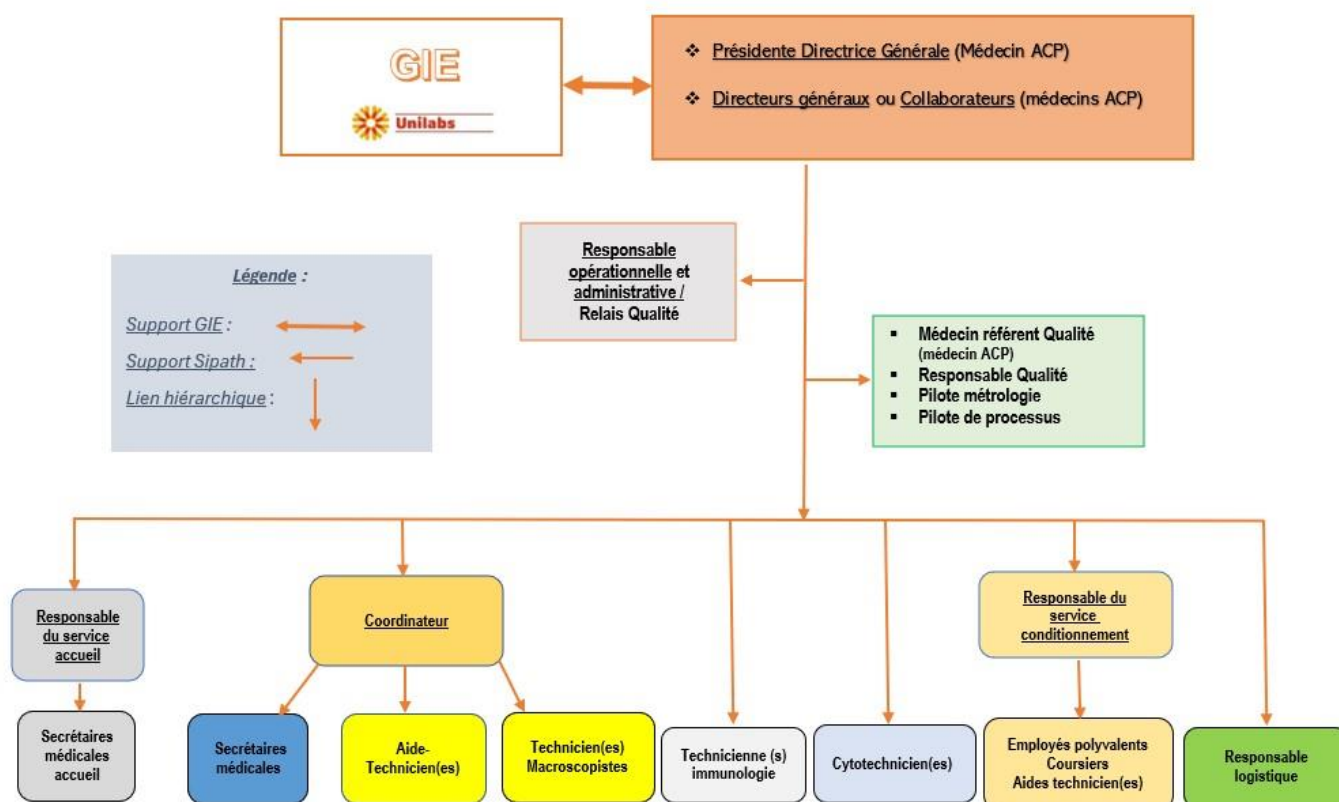 GIE
Unilabs
❖ Présidente Directrice Générale (Médecin ACP)
❖ Directeurs généraux ou Collaborateurs (médecins ACP)
Responsable
opérationnelle et
administrative /
Relais Qualité
Légende :
Support GIE :
Support Sipath :
Lien hiérarchique :
▪ Médecin référent Qualité
(médecin ACP)
▪ Responsable Qualité
▪ Pilote métrologie
▪ Pilote de processus
Responsable
du service
accueil
Coordinateur
Responsable du
service
conditionnement
Secrétaires
médicales
accueil
Secrétaires
médicales
Aide-
Technicien(es)
Technicien(es)
Macroscopistes
Technicienne (s)
immunologie
Cytotechnicien(es)
Employés polyvalents
Coursiers
Aides technicien(es)
Responsable
logistique